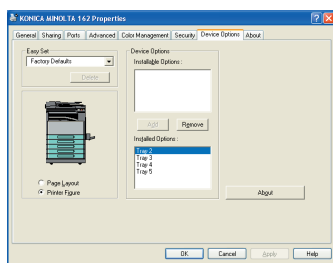 KONICA MINOLTA 162 Properties
General Sharing Ports Advanced Color Management Security Device Options About
Easy Set
Factory Defaults
Delete
Page Layout
Printer Figure
Device Options
Installable Options :
Add Remove
Installed Options :
Tray 2
Tray 3
Tray 4
Tray 5
About
OK Cancel Apply Help